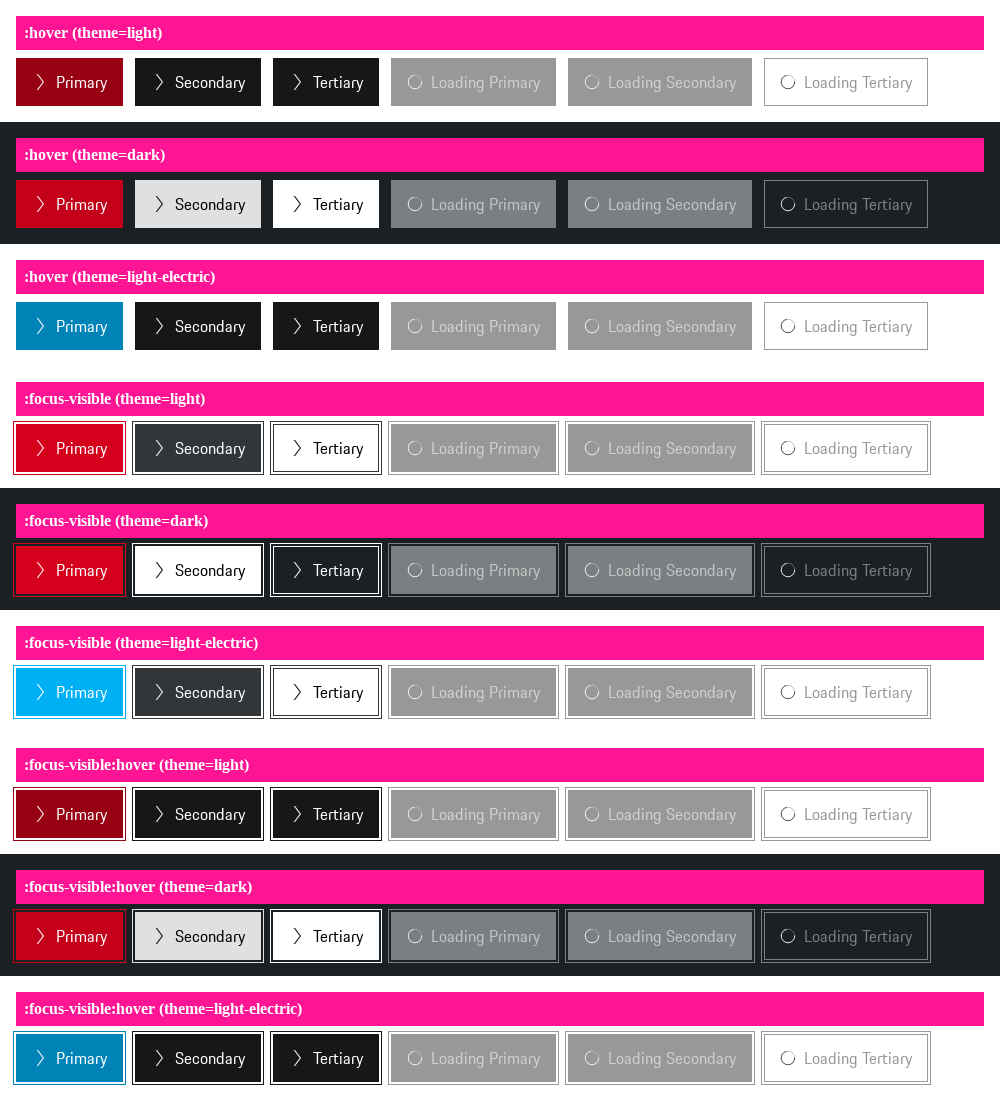 :hover (theme=light)
Primary Secondary Tertiary Loading Primary Loading Secondary Loading Tertiary
:hover (theme=dark)
Primary Secondary Tertiary Loading Primary Loading Secondary Loading Tertiary
:hover (theme=light-electric)
Primary Secondary Tertiary Loading Primary Loading Secondary Loading Tertiary
:focus-visible (theme=light)
Primary Secondary Tertiary Loading Primary Loading Secondary Loading Tertiary
:focus-visible (theme=dark)
Primary Secondary Tertiary Loading Primary Loading Secondary Loading Tertiary
:focus-visible (theme=light-electric)
Primary Secondary Tertiary Loading Primary Loading Secondary Loading Tertiary
:focus-visible:hover (theme=light)
Primary Secondary Tertiary Loading Primary Loading Secondary Loading Tertiary
:focus-visible:hover (theme=dark)
Primary Secondary Tertiary Loading Primary Loading Secondary Loading Tertiary
:focus-visible:hover (theme=light-electric)
Primary Secondary Tertiary Loading Primary Loading Secondary Loading Tertiary